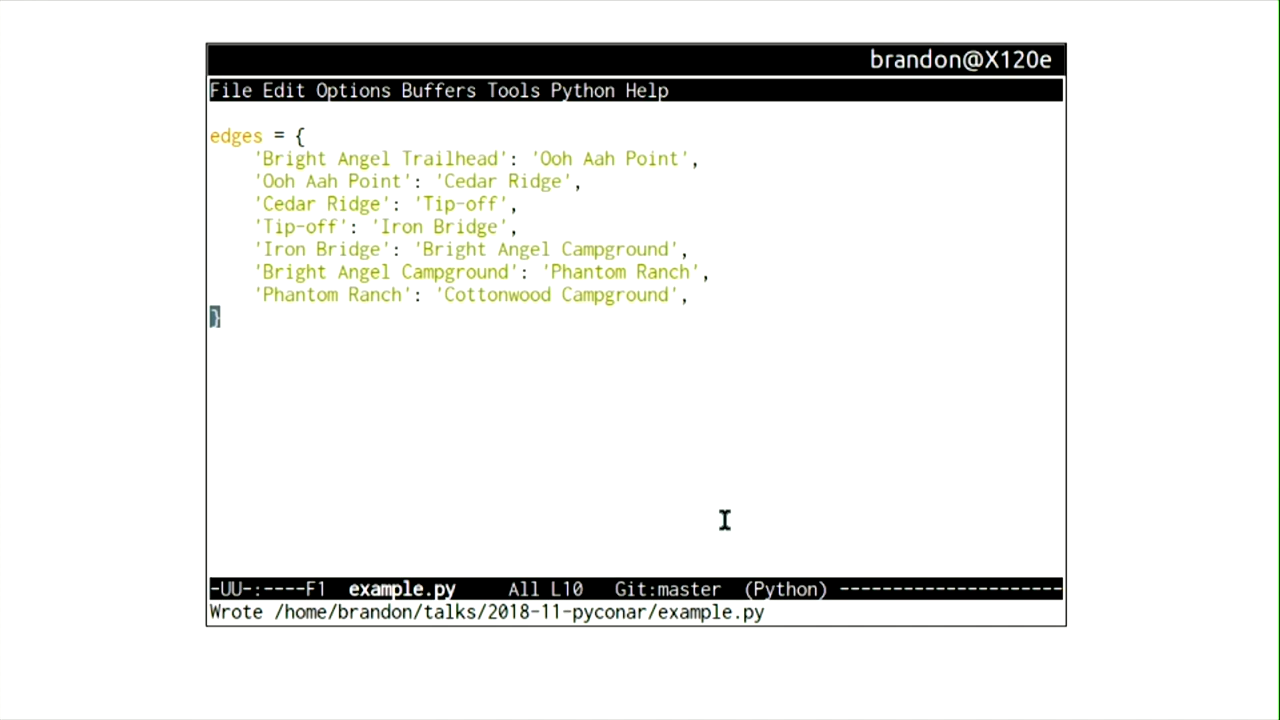 brandon@X120e
File Edit Options Buffers Tools Python Help
edges = {
    'Bright Angel Trailhead': 'Ooh Aah Point',
    'Ooh Aah Point': 'Cedar Ridge',
    'Cedar Ridge': 'Tip-off',
    'Tip-off': 'Iron Bridge',
    'Iron Bridge': 'Bright Angel Campground',
    'Bright Angel Campground': 'Phantom Ranch',
    'Phantom Ranch': 'Cottonwood Campground',
}
-UU-:----F1  example.py     All L10   Git:master  (Python) ---------------------
Wrote /home/brandon/talks/2018-11-pyconar/example.py